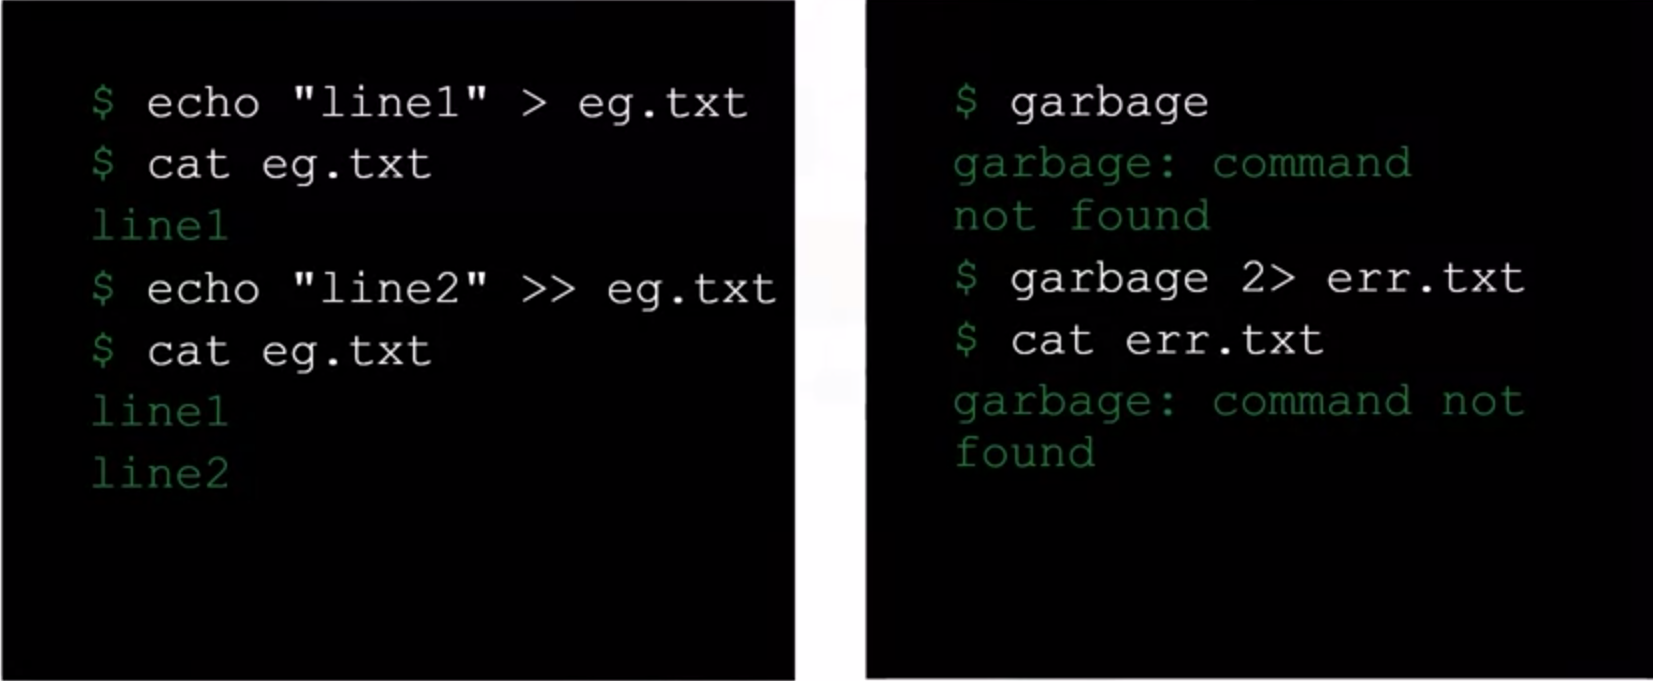 $ echo "line1" > eg.txt
$ cat eg.txt
line1
$ echo "line2" >> eg.txt
$ cat eg.txt
line1
line2
$ garbage
garbage: command
not found
$ garbage 2> err.txt
$ cat err.txt
garbage: command not
found